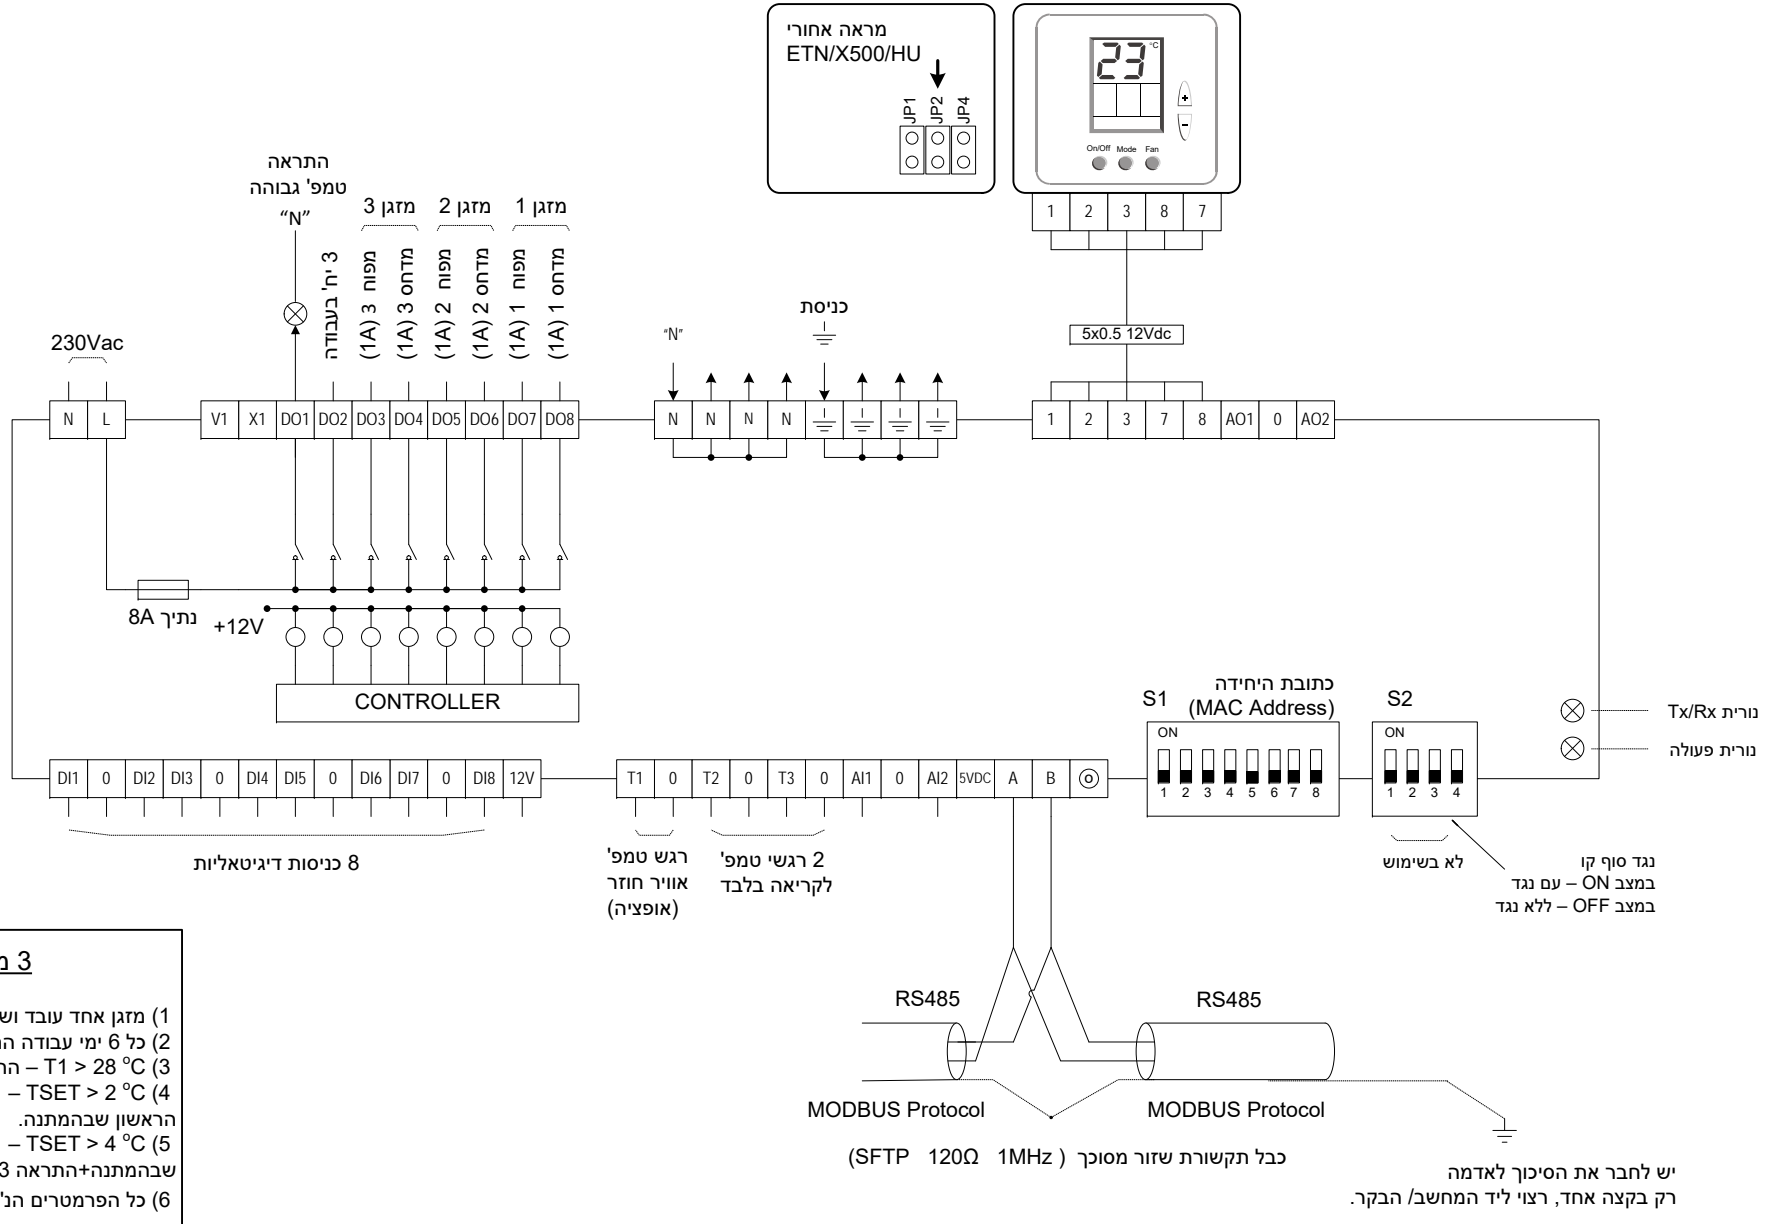 מראה אחורי
ETN/X500/HU
JP1 JP2 JP4
23 °C
+
-
On/Off Mode Fan
1 2 3 8 7
5x0.5 12Vdc
התראה
טמפ' גבוהה
“N”
מזגן 3 מזגן 2 מזגן 1
3 יח' בעבודה
מפוח 3 (1A)
מדחס 3 (1A)
מפוח 2 (1A)
מדחס 2 (1A)
מפוח 1 (1A)
מדחס 1 (1A)
230Vac
"N"
כניסת
N L
V1 X1 DO1 DO2 DO3 DO4 DO5 DO6 DO7 DO8
N N N N
1 2 3 7 8 AO1 0 AO2
נתיך 8A
+12V
CONTROLLER
DI1 0 DI2 DI3 0 DI4 DI5 0 DI6 DI7 0 DI8 12V
8 כניסות דיגיטאליות
T1 0 T2 0 T3 0 AI1 0 AI2 5VDC A B
רגש טמפ'
אוויר חוזר
(אופציה)
2 רגשי טמפ'
לקריאה בלבד
S1
כתובת היחידה
(MAC Address)
ON
1 2 3 4 5 6 7 8
S2
ON
1 2 3 4
לא בשימוש
נגד סוף קו
במצב ON – עם נגד
במצב OFF – ללא נגד
נורית Tx/Rx
נורית פעולה
RS485
RS485
MODBUS Protocol
MODBUS Protocol
כבל תקשורת שזור מסוכך (SFTP 120Ω 1MHz )
יש לחבר את הסיכוך לאדמה
רק בקצה אחד, רצוי ליד המחשב/ הבקר.
3
1) מזגן אחד עובד
2) כל 6 ימי עבודה
3) T1 > 28 °C –
4) TSET > 2 °C –
הראשון שבהמתנה.
5) TSET > 4 °C –
שבהמתנה+התראה 3
6) כל הפרמטרים